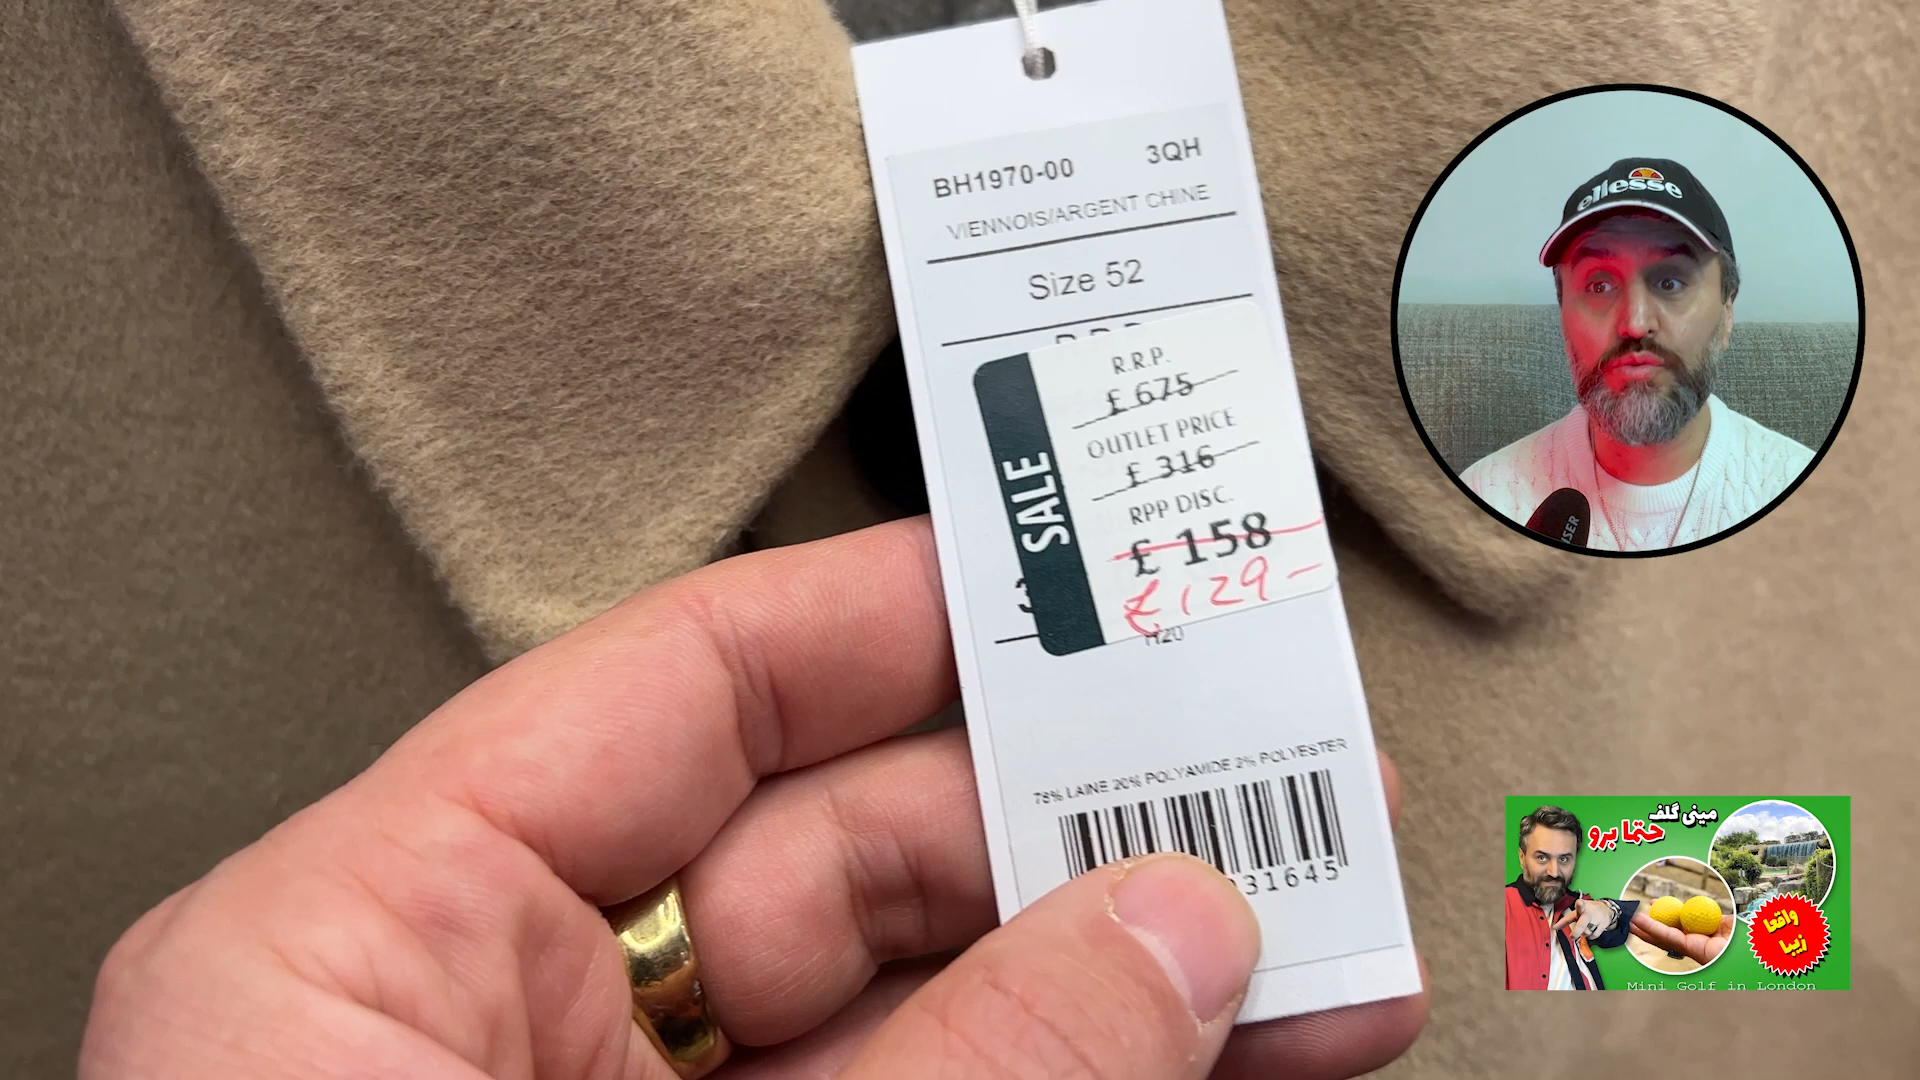 BH1970-00 3QH
VIENNOIS/ARGENT CHINE
Size 52
R.R.P.
£ 675
OUTLET PRICE
£ 316
RPP DISC.
£ 158
£129-
SALE
H20
78% LAINE 20% POLYAMIDE 2% POLYESTER
31645
ellesse
مینی گلف
حتما برو
واقعا
زیبا
Mini Golf in London